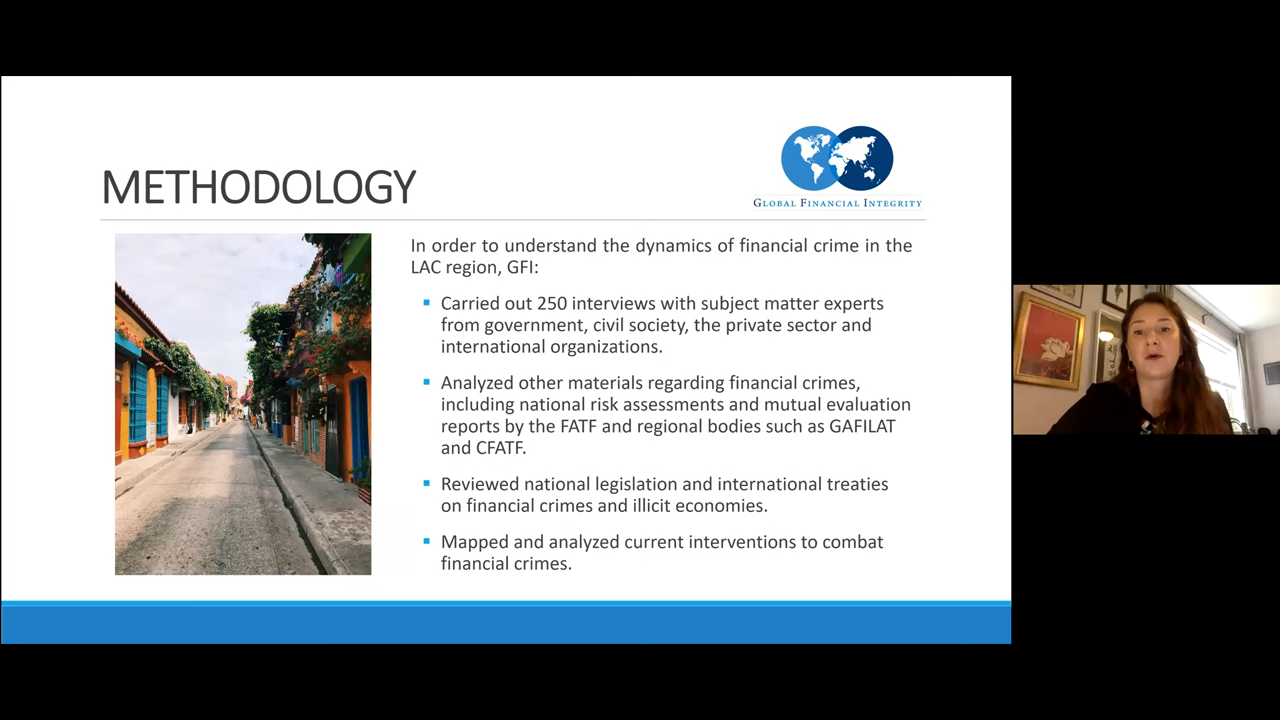 METHODOLOGY
GLOBAL FINANCIAL INTEGRITY
In order to understand the dynamics of financial crime in the
LAC region, GFI:
▪ Carried out 250 interviews with subject matter experts
from government, civil society, the private sector and
international organizations.
▪ Analyzed other materials regarding financial crimes,
including national risk assessments and mutual evaluation
reports by the FATF and regional bodies such as GAFILAT
and CFATF.
▪ Reviewed national legislation and international treaties
on financial crimes and illicit economies.
▪ Mapped and analyzed current interventions to combat
financial crimes.